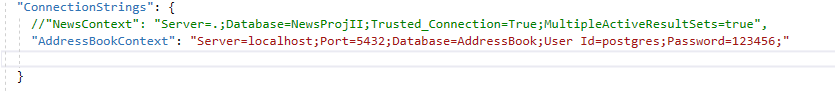 "ConnectionStrings": {
//"NewsContext": "Server=.;Database=NewsProjII;Trusted_Connection=True;MultipleActiveResultSets=true",
"AddressBookContext": "Server=localhost;Port=5432;Database=AddressBook;User Id=postgres;Password=123456;"
}